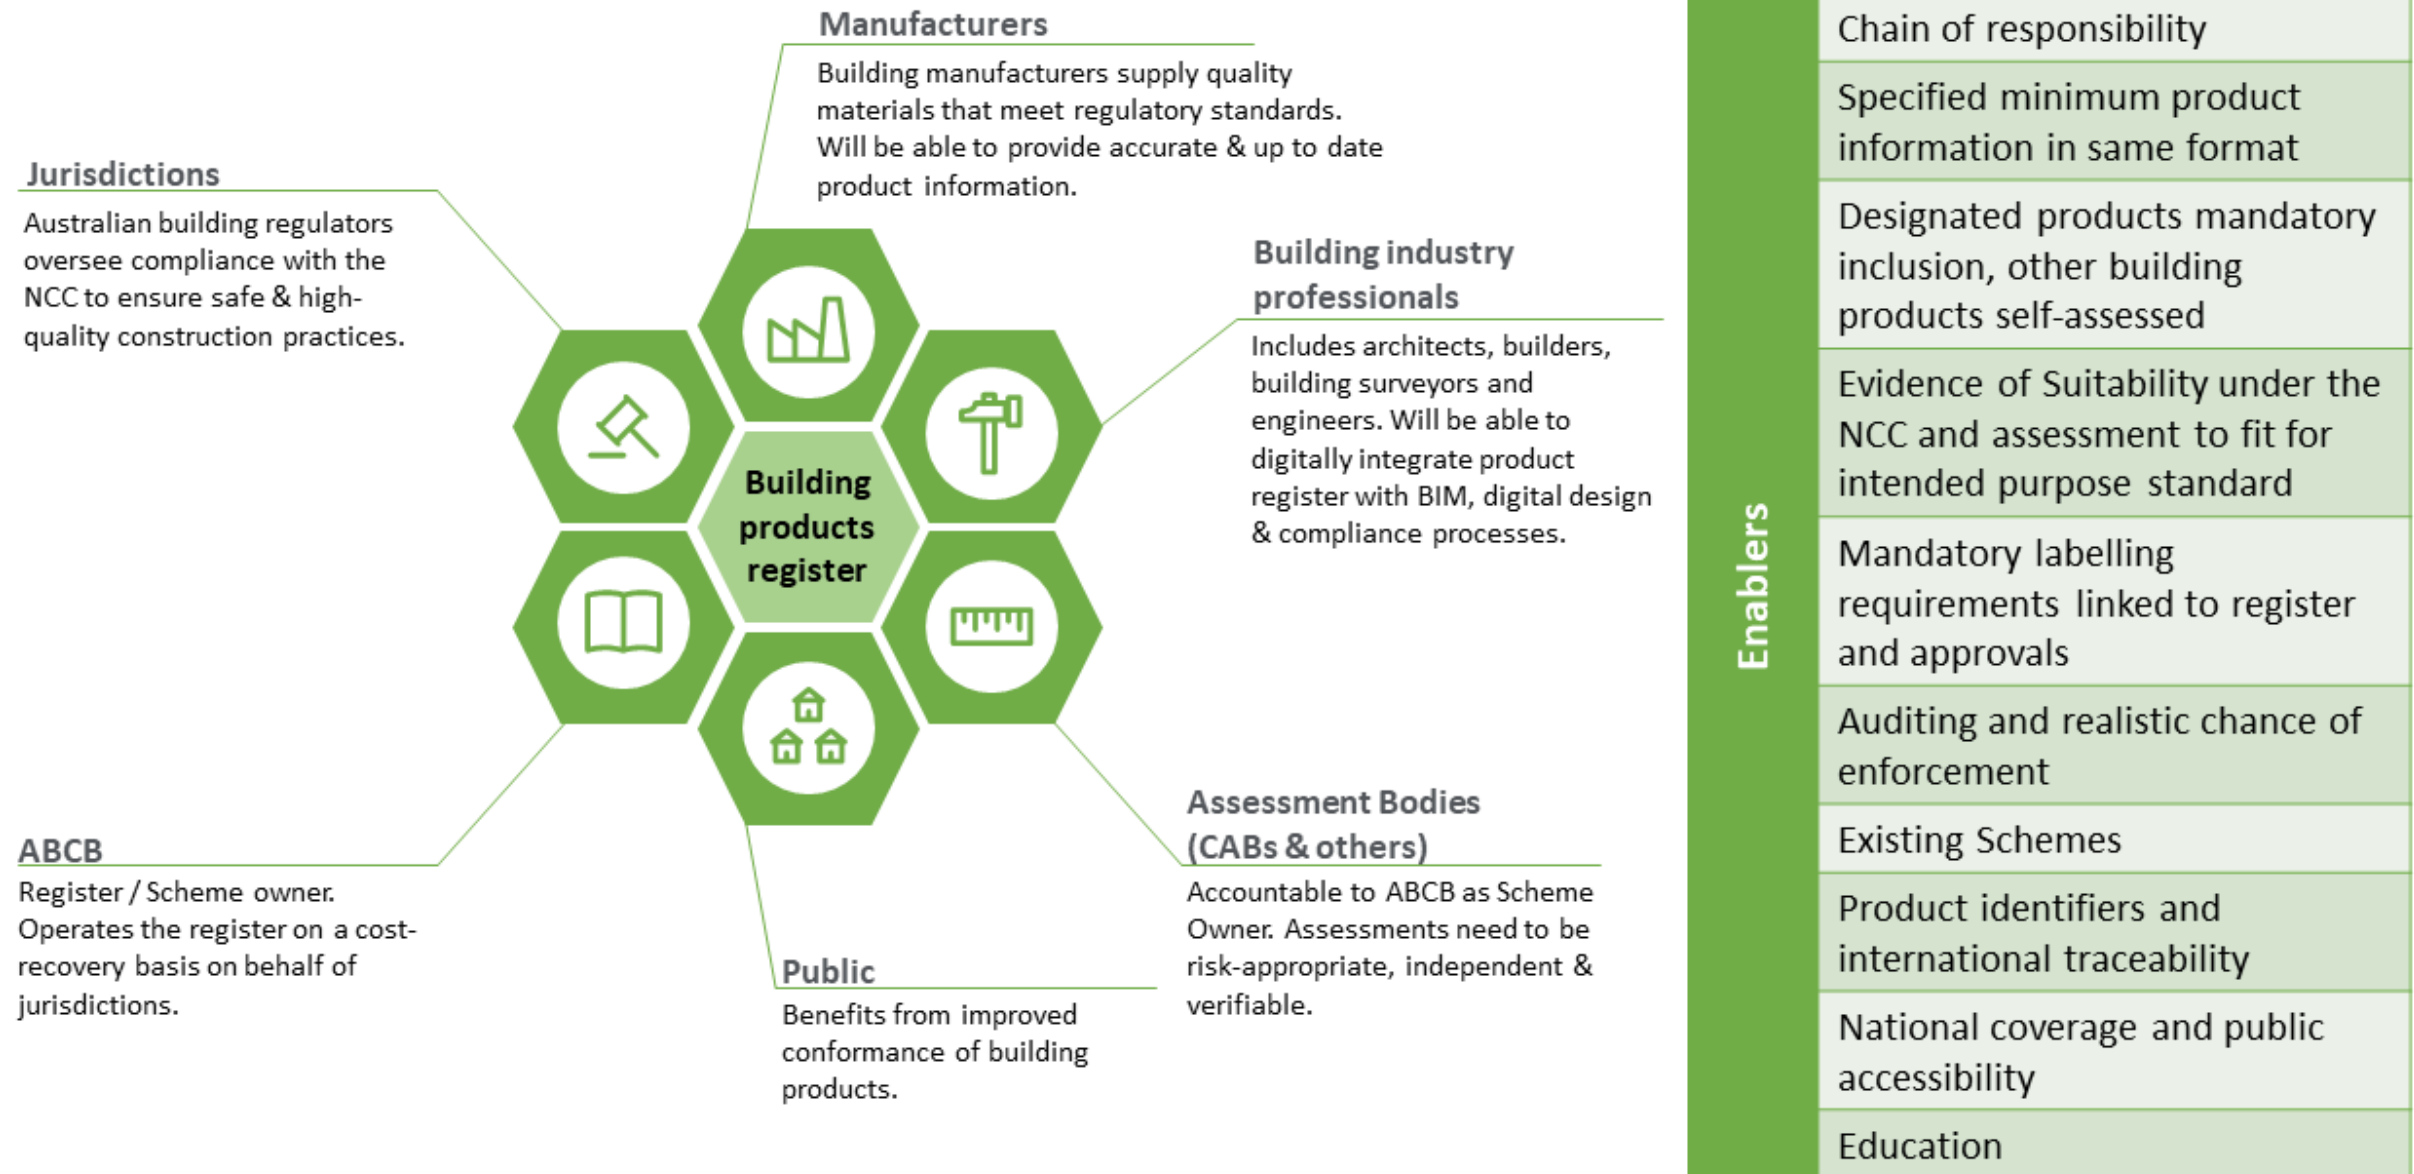 Manufacturers
Building manufacturers supply quality
materials that meet regulatory standards.
Will be able to provide accurate & up to date
product information.
Jurisdictions
Australian building regulators
oversee compliance with the
NCC to ensure safe & high-
quality construction practices.
Building industry
professionals
Includes architects, builders,
building surveyors and
engineers. Will be able to
digitally integrate product
register with BIM, digital design
& compliance processes.
Building
products
register
ABCB
Register / Scheme owner.
Operates the register on a cost-
recovery basis on behalf of
jurisdictions.
Public
Benefits from improved
conformance of building
products.
Assessment Bodies
(CABs & others)
Accountable to ABCB as Scheme
Owner. Assessments need to be
risk-appropriate, independent &
verifiable.
Enablers
Chain of responsibility
Specified minimum product
information in same format
Designated products mandatory
inclusion, other building
products self-assessed
Evidence of Suitability under the
NCC and assessment to fit for
intended purpose standard
Mandatory labelling
requirements linked to register
and approvals
Auditing and realistic chance of
enforcement
Existing Schemes
Product identifiers and
international traceability
National coverage and public
accessibility
Education